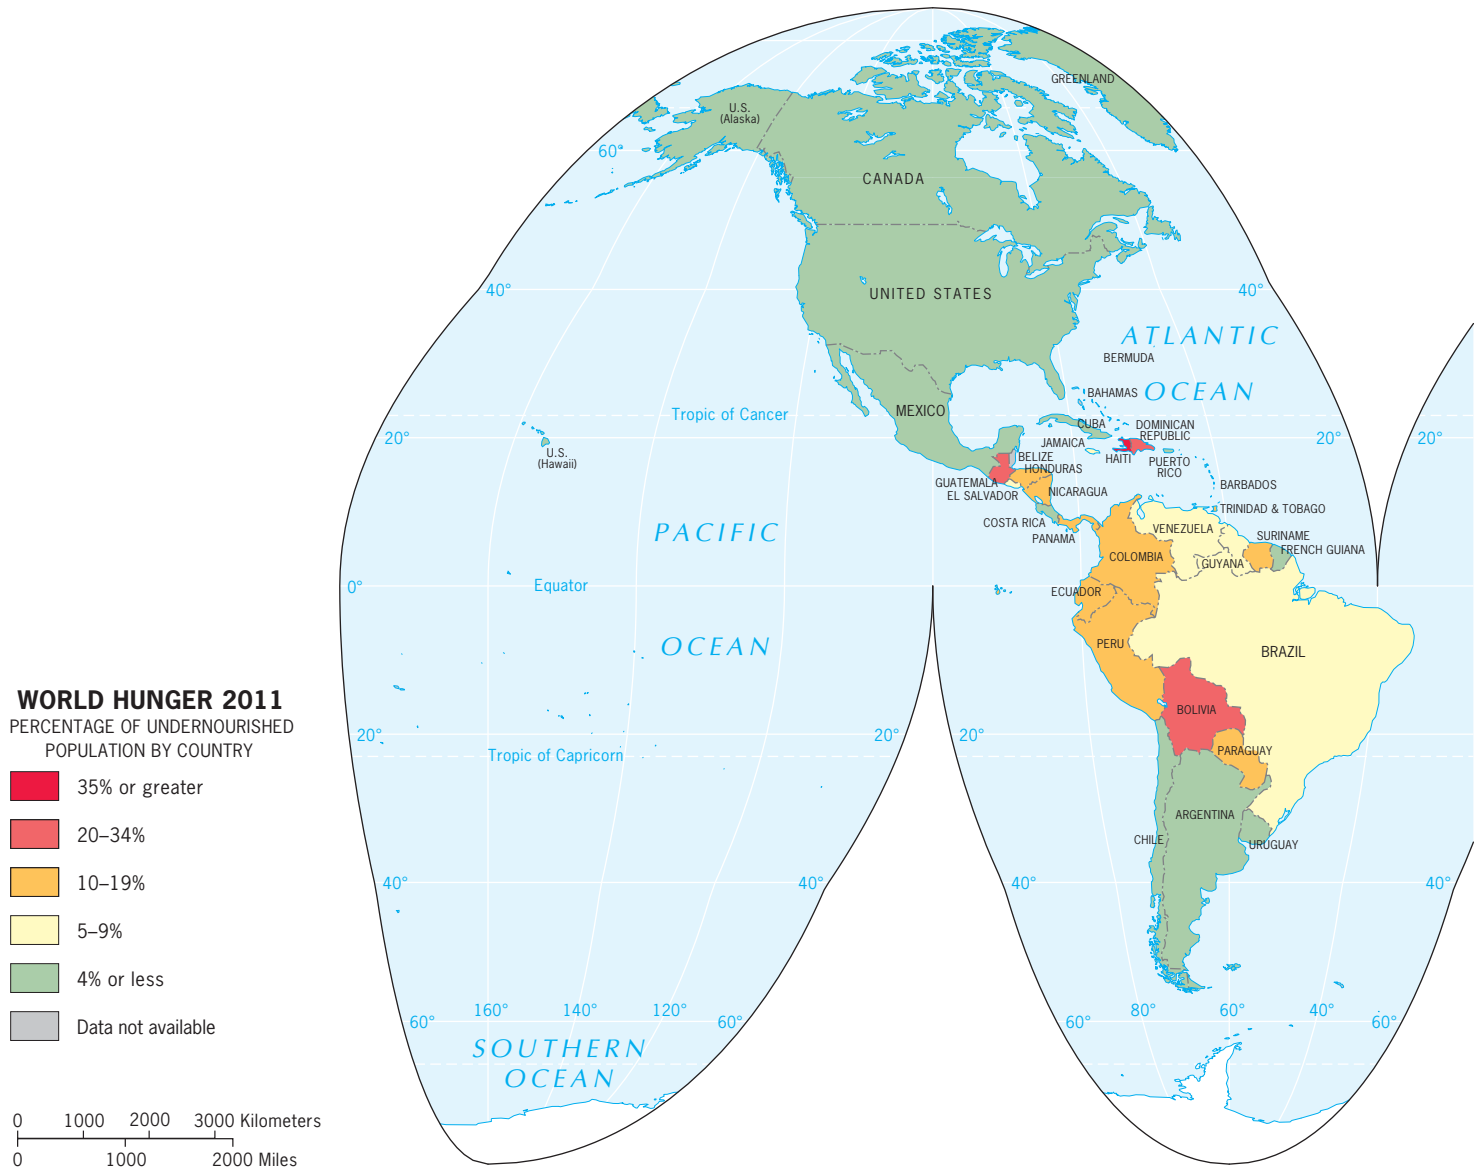 GREENLAND
U.S.
(Alaska)
60°
CANADA
40°
UNITED STATES
40°
ATLANTIC
OCEAN
BERMUDA
BAHAMAS
Tropic of Cancer
MEXICO
CUBA
DOMINICAN
REPUBLIC
20°
20°
20°
U.S.
(Hawaii)
JAMAICA
HAITI
PUERTO
RICO
BELIZE
HONDURAS
GUATEMALA
EL SALVADOR
NICARAGUA
BARBADOS
TRINIDAD & TOBAGO
COSTA RICA
PANAMA
PACIFIC
OCEAN
VENEZUELA
SURINAME
FRENCH GUIANA
COLOMBIA
GUYANA
0°
Equator
ECUADOR
PERU
BRAZIL
BOLIVIA
20°
20°
20°
Tropic of Capricorn
PARAGUAY
ARGENTINA
CHILE
URUGUAY
40°
40°
40°
40°
160°
140°
120°
60°
60°
80°
60°
40°
60°
60°
SOUTHERN
OCEAN
WORLD HUNGER 2011
PERCENTAGE OF UNDERNOURISHED
POPULATION BY COUNTRY
35% or greater
20–34%
10–19%
5–9%
4% or less
Data not available
0 1000 2000 3000 Kilometers
0 1000 2000 Miles